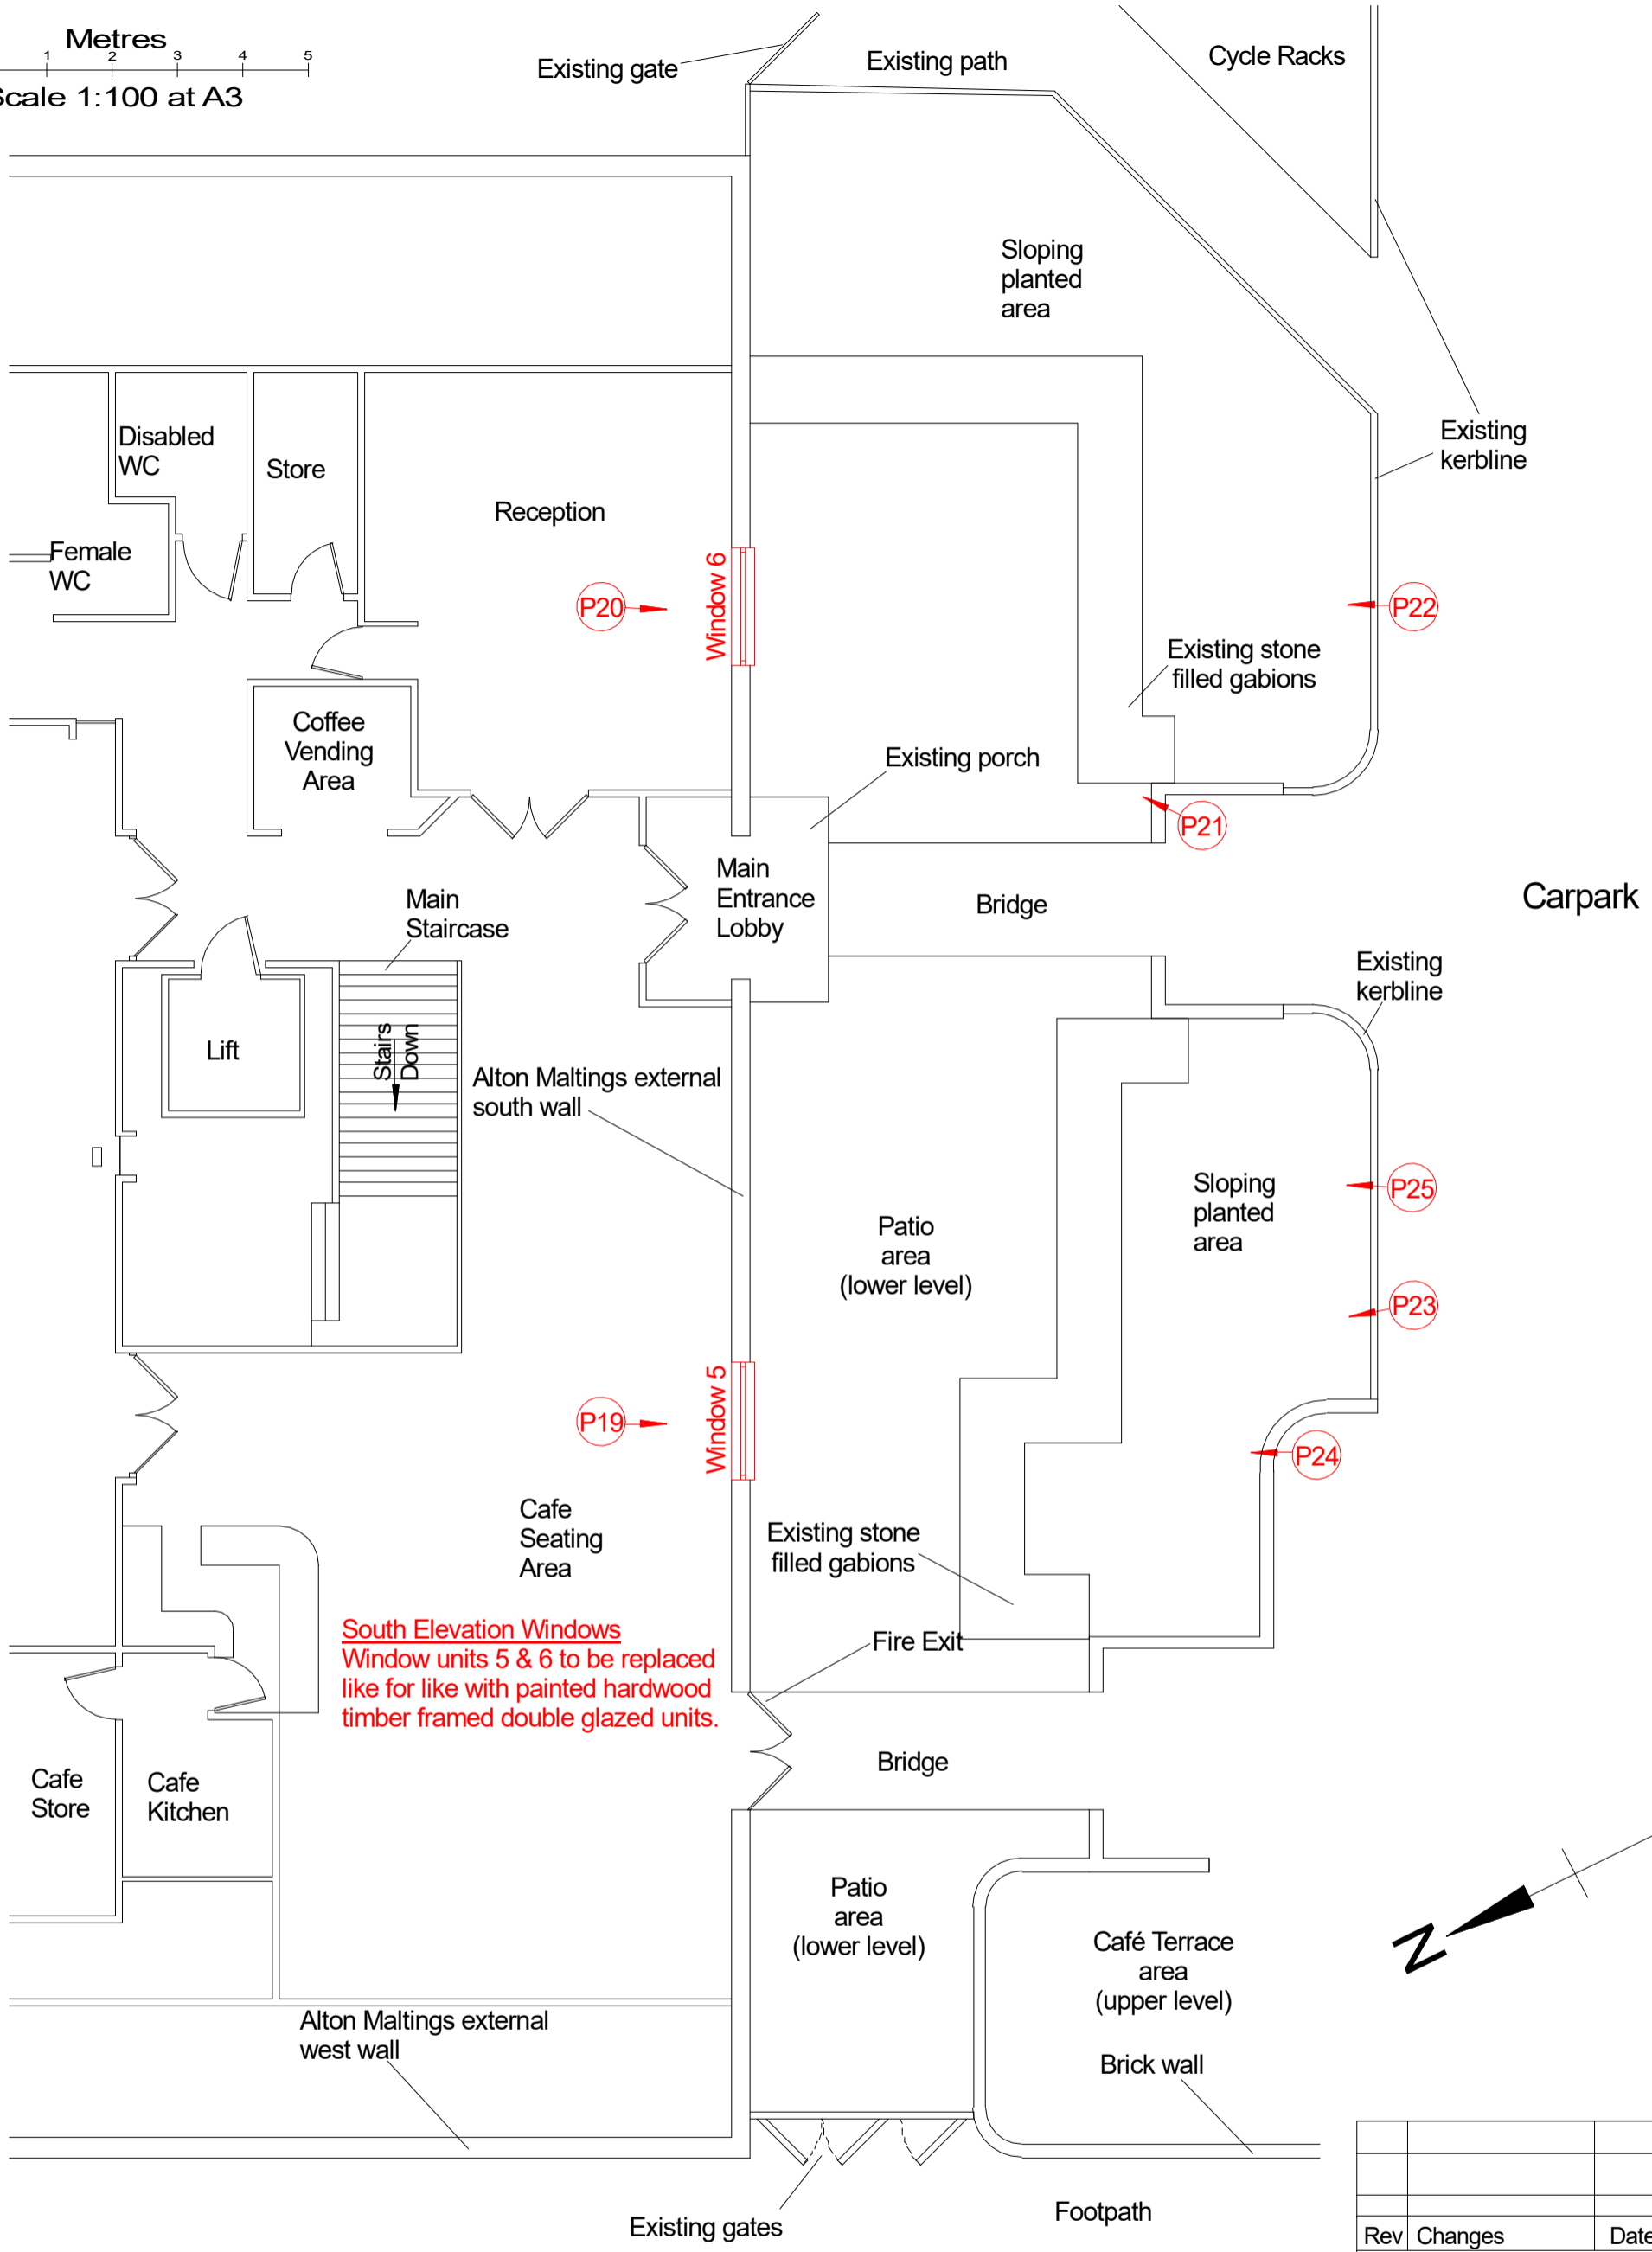 Metres
1 2 3 4 5
Scale 1:100 at A3
Existing gate
Existing path
Cycle Racks
Sloping
planted
area
Existing
kerbline
Disabled
WC
Store
Reception
Female
WC
P20
Window 6
P22
Existing stone
filled gabions
Coffee
Vending
Area
Existing porch
P21
Main
Entrance
Lobby
Bridge
Carpark
Main
Staircase
Existing
kerbline
Lift
Stairs
Down
Alton Maltings external
south wall
Patio
area
(lower level)
Sloping
planted
area
P25
P23
P19
Window 5
P24
Cafe
Seating
Area
Existing stone
filled gabions
South Elevation Windows
Window units 5 & 6 to be replaced
like for like with painted hardwood
timber framed double glazed units.
Fire Exit
Bridge
Cafe
Store
Cafe
Kitchen
Patio
area
(lower level)
Café Terrace
area
(upper level)
N
Alton Maltings external
west wall
Brick wall
Existing gates
Footpath
Rev Changes Date